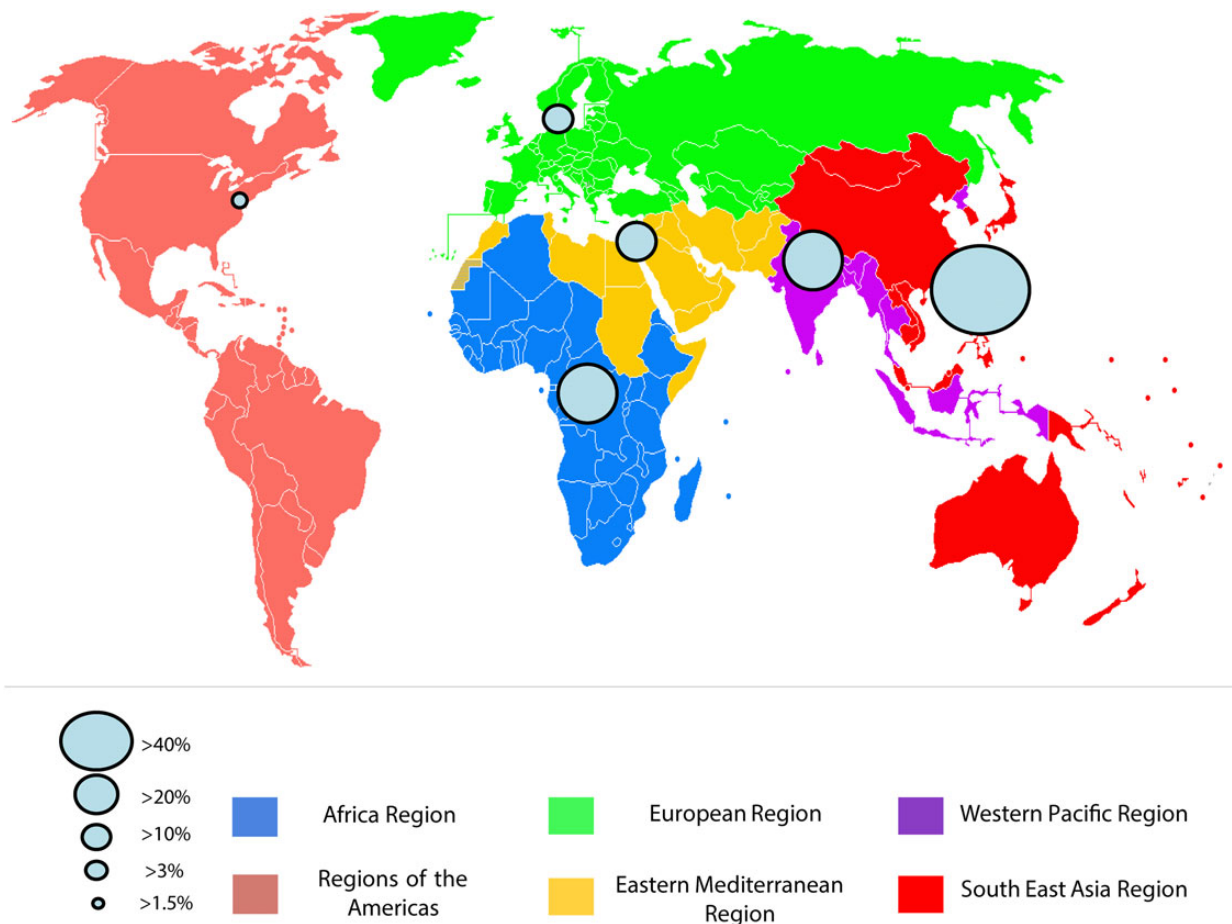 >40%
>20%
>10%
>3%
>1.5%
Africa Region
European Region
Western Pacific Region
Regions of the
Americas
Eastern Mediterranean
Region
South East Asia Region